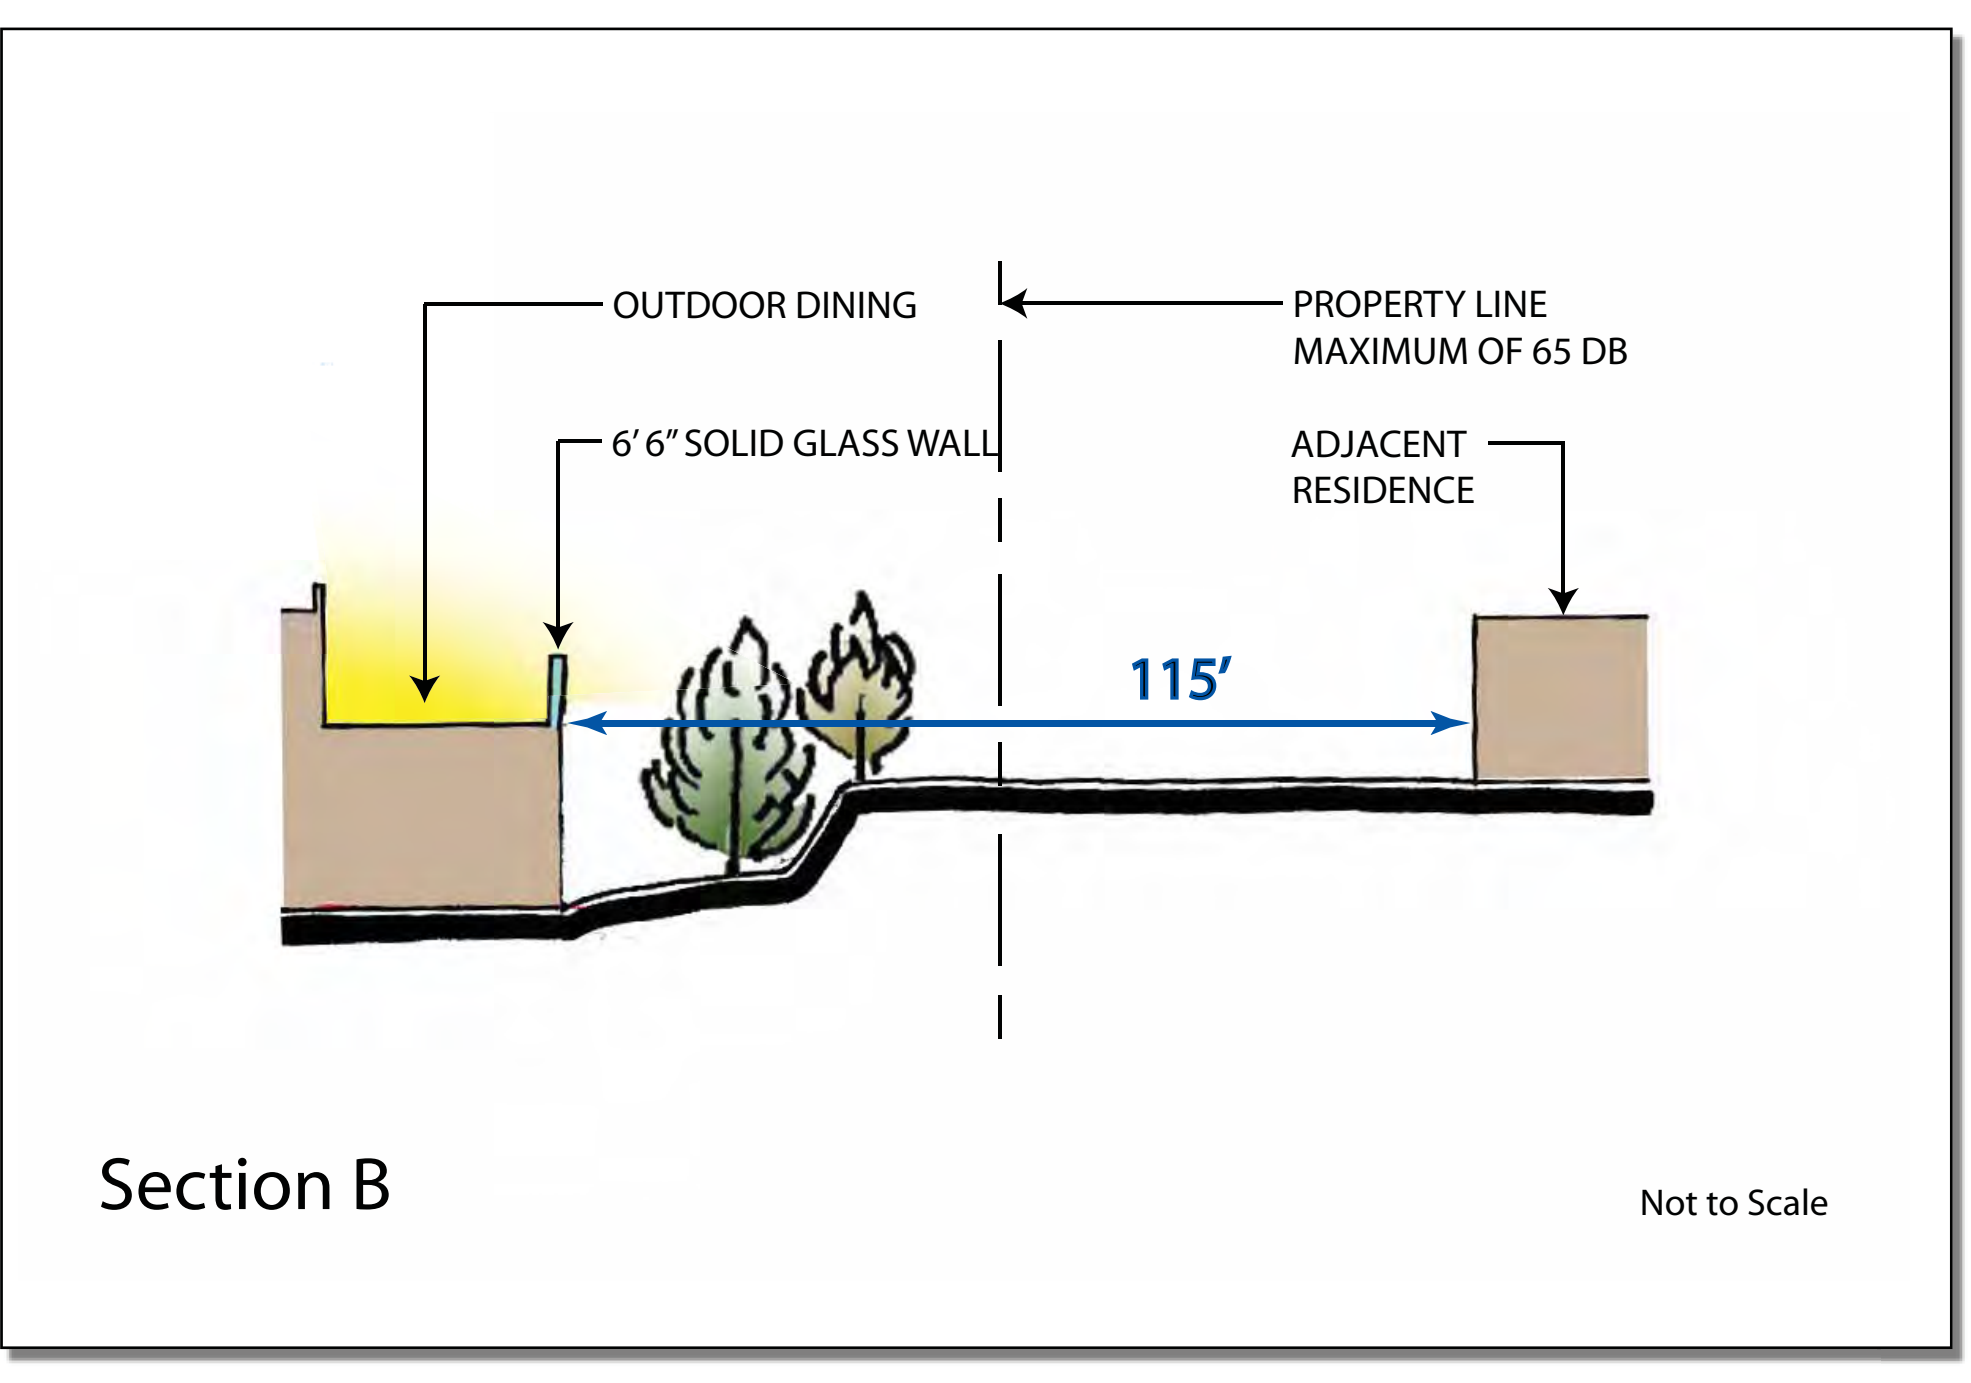 OUTDOOR DINING
PROPERTY LINE
MAXIMUM OF 65 DB
6’ 6” SOLID GLASS WALL
ADJACENT
RESIDENCE
115’
Section B
Not to Scale